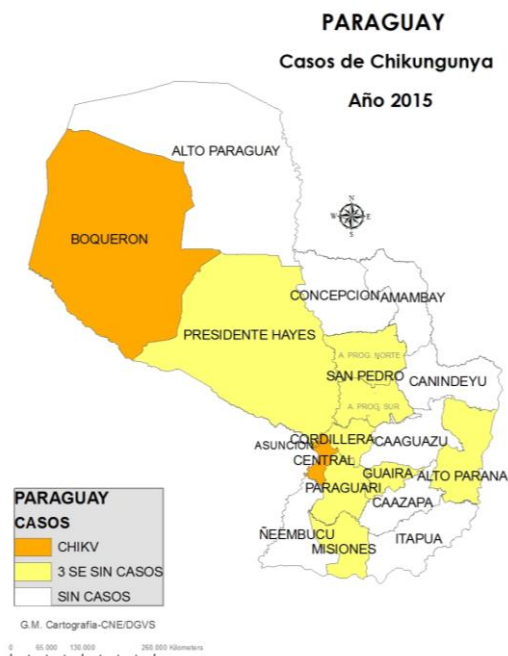 PARAGUAY
Casos de Chikungunya
Año 2015
ALTO PARAGUAY
N
W E
S
BOQUERON
CONCEPCION AMAMBAY
PRESIDENTE HAYES
A. PROG. NORTE
SAN PEDRO
CANINDEYU
A. PROG. SUR
CORDILLERA
ASUNCION
CAAGUAZU
CENTRAL
GUAIRA
ALTO PARANA
PARAGUARI
CAAZAPA
ÑEEMBUCU
ITAPUA
MISIONES
PARAGUAY
CASOS
CHIKV
3 SE SIN CASOS
SIN CASOS
G.M. Cartografía-CNE/DGVS
0 65.000 130.000 260.000 Kilometers